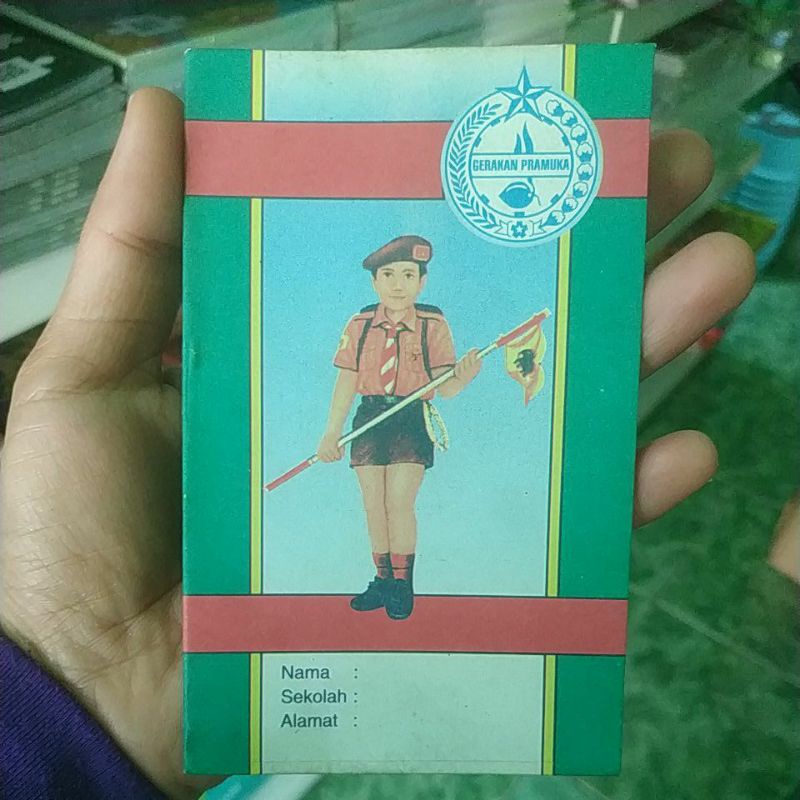 GERAKAN PRAMUKA
Nama :
Sekolah :
Alamat :